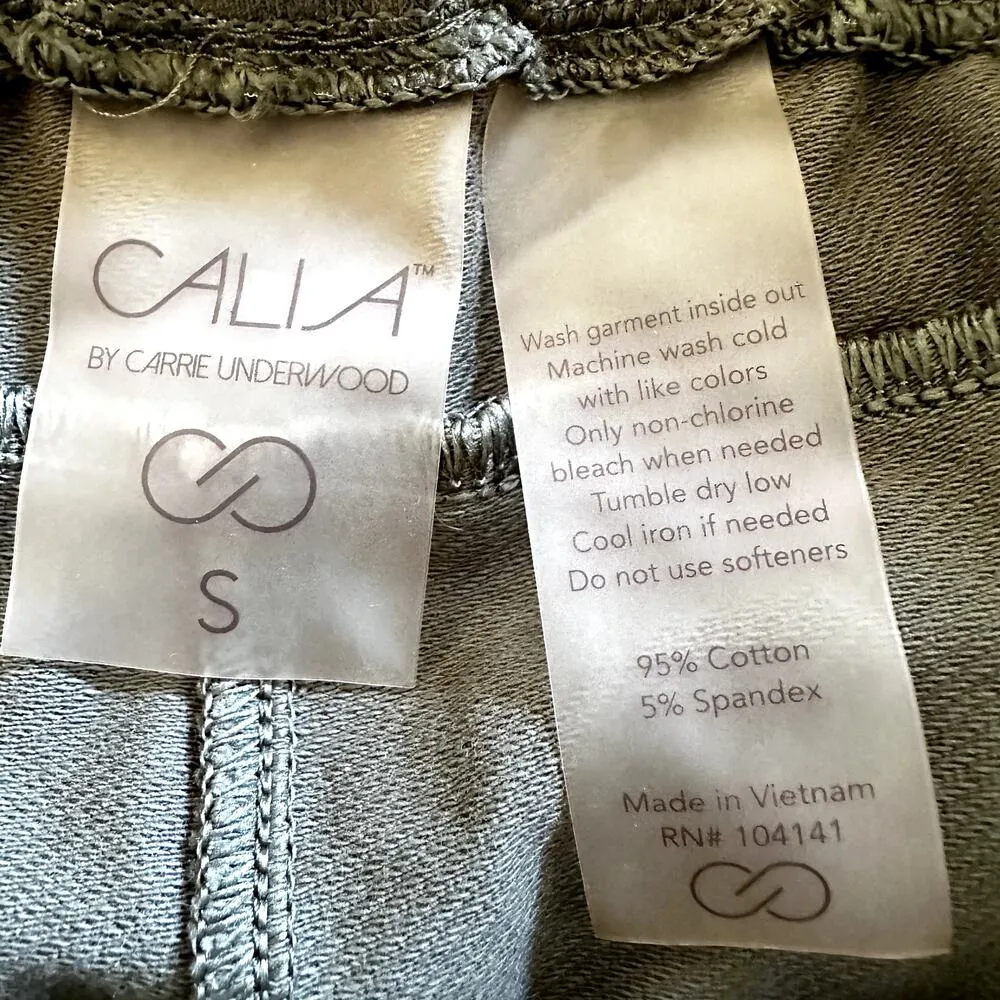 CALIA™
BY CARRIE UNDERWOOD
S
Wash garment inside out
Machine wash cold
with like colors
Only non-chlorine
bleach when needed
Tumble dry low
Cool iron if needed
Do not use softeners
95% Cotton
5% Spandex
Made in Vietnam
RN# 104141